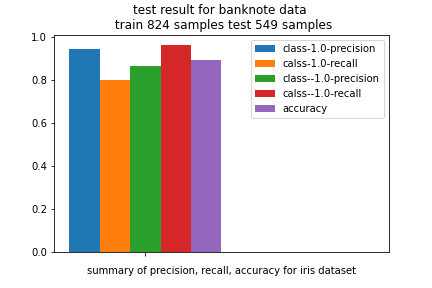 test result for banknote data
train 824 samples test 549 samples
1.0
0.8
0.6
0.4
0.2
0.0
class-1.0-precision
calss-1.0-recall
class--1.0-precision
calss--1.0-recall
accuracy
summary of precision, recall, accuracy for iris dataset